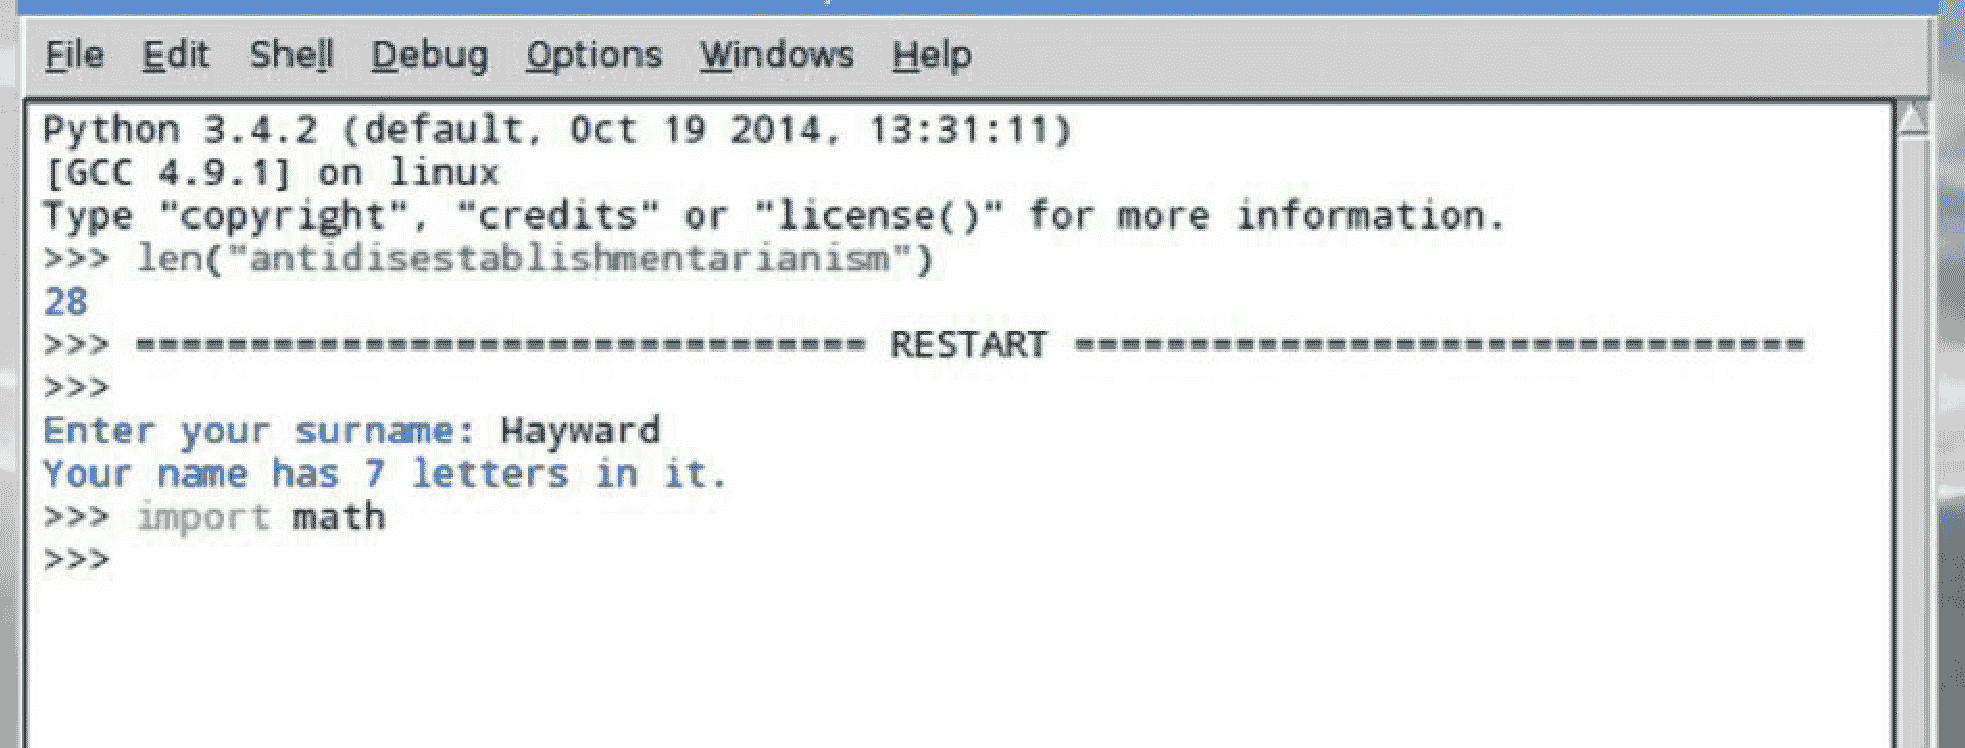 File Edit Shell Debug Options Windows Help
Python 3.4.2 (default, Oct 19 2014, 13:31:11)
[GCC 4.9.1] on linux
Type "copyright", "credits" or "license()" for more information.
>>> len("antidisestablishmentarianism")
28
>>> ================================ RESTART ================================
>>>
Enter your surname: Hayward
Your name has 7 letters in it.
>>> import math
>>>